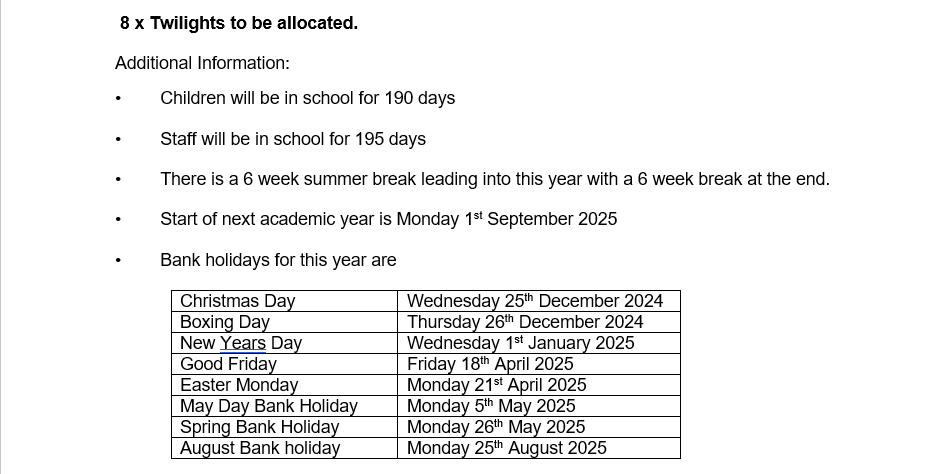 8 x Twilights to be allocated.
Additional Information:
• Children will be in school for 190 days
• Staff will be in school for 195 days
• There is a 6 week summer break leading into this year with a 6 week break at the end.
• Start of next academic year is Monday 1st September 2025
• Bank holidays for this year are
Christmas Day Wednesday 25th December 2024
Boxing Day Thursday 26th December 2024
New Years Day Wednesday 1st January 2025
Good Friday Friday 18th April 2025
Easter Monday Monday 21st April 2025
May Day Bank Holiday Monday 5th May 2025
Spring Bank Holiday Monday 26th May 2025
August Bank holiday Monday 25th August 2025